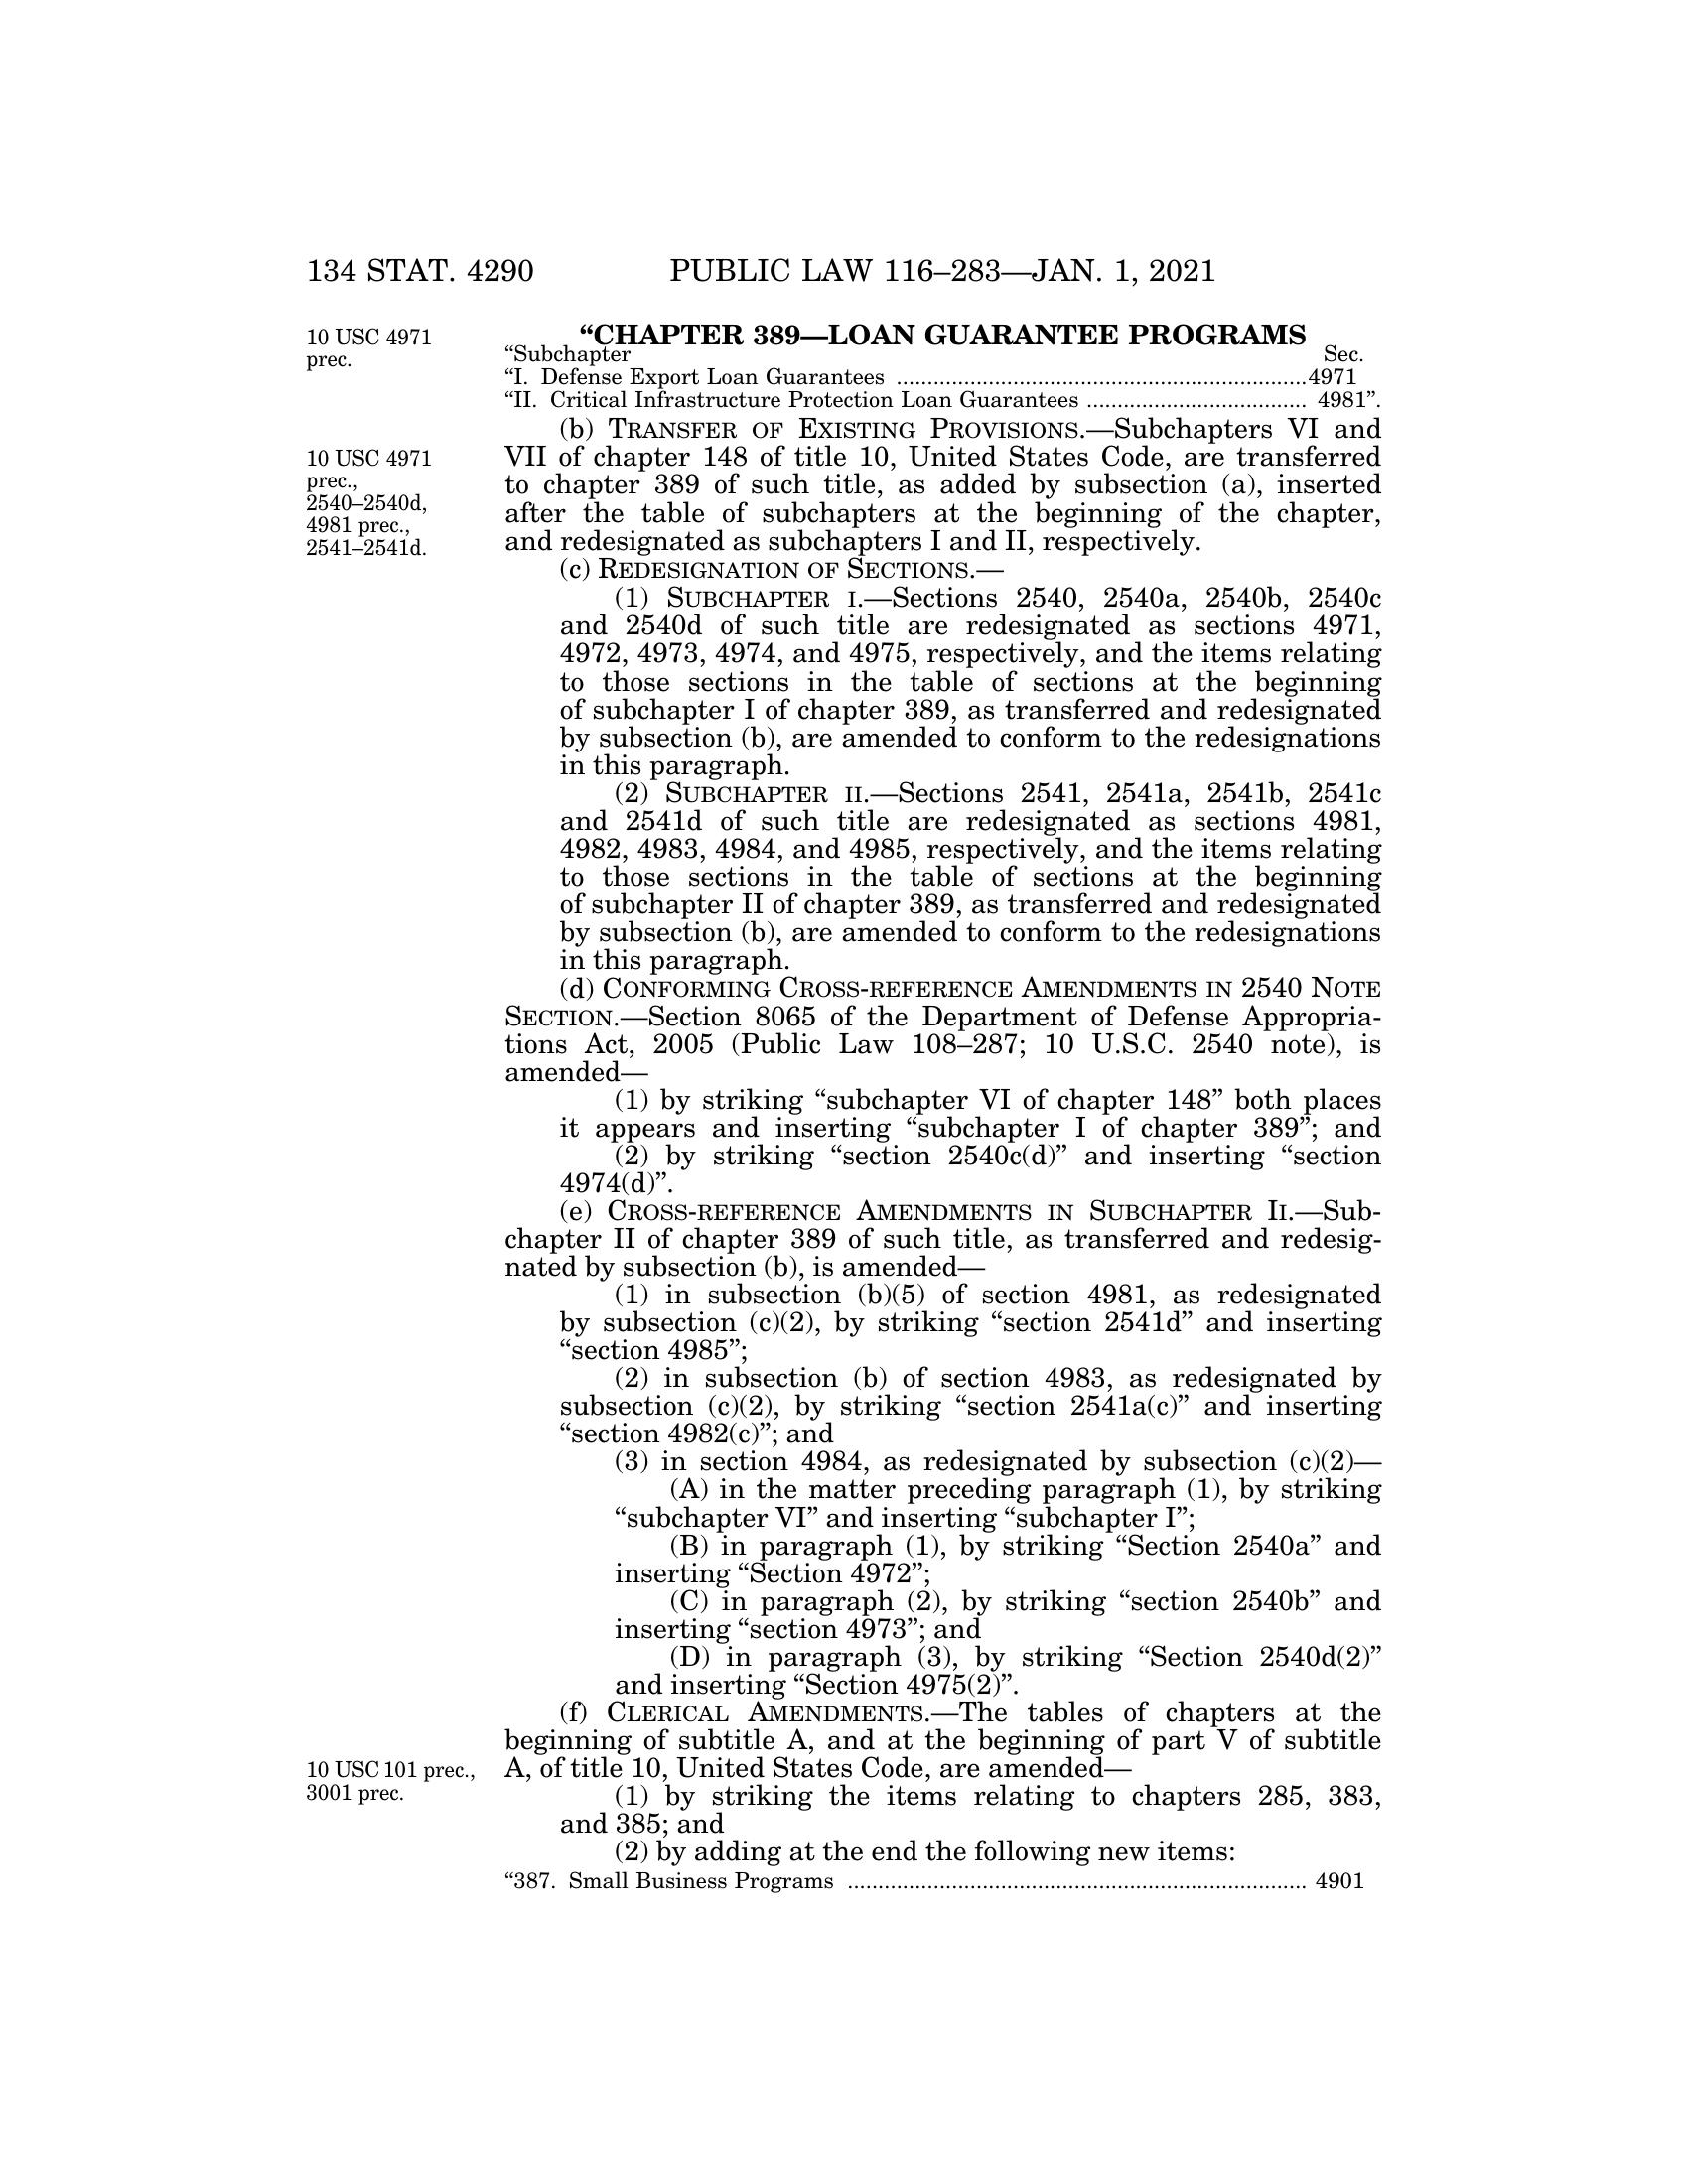 134 STAT. 4290 PUBLIC LAW 116–283—JAN. 1, 2021
10 USC 4971
prec.
“CHAPTER 389—LOAN GUARANTEE PROGRAMS
“Subchapter Sec.
“I. Defense Export Loan Guarantees .....................................................................4971
“II. Critical Infrastructure Protection Loan Guarantees ..................................... 4981”.
(b) TRANSFER OF EXISTING PROVISIONS.—Subchapters VI and
VII of chapter 148 of title 10, United States Code, are transferred
to chapter 389 of such title, as added by subsection (a), inserted
after the table of subchapters at the beginning of the chapter,
and redesignated as subchapters I and II, respectively.
10 USC 4971
prec.,
2540–2540d,
4981 prec.,
2541–2541d.
(c) REDESIGNATION OF SECTIONS.—
(1) SUBCHAPTER I.—Sections 2540, 2540a, 2540b, 2540c
and 2540d of such title are redesignated as sections 4971,
4972, 4973, 4974, and 4975, respectively, and the items relating
to those sections in the table of sections at the beginning
of subchapter I of chapter 389, as transferred and redesignated
by subsection (b), are amended to conform to the redesignations
in this paragraph.
(2) SUBCHAPTER II.—Sections 2541, 2541a, 2541b, 2541c
and 2541d of such title are redesignated as sections 4981,
4982, 4983, 4984, and 4985, respectively, and the items relating
to those sections in the table of sections at the beginning
of subchapter II of chapter 389, as transferred and redesignated
by subsection (b), are amended to conform to the redesignations
in this paragraph.
(d) CONFORMING CROSS-REFERENCE AMENDMENTS IN 2540 NOTE
SECTION.—Section 8065 of the Department of Defense Appropria-
tions Act, 2005 (Public Law 108–287; 10 U.S.C. 2540 note), is
amended—
(1) by striking “subchapter VI of chapter 148” both places
it appears and inserting “subchapter I of chapter 389”; and
(2) by striking “section 2540c(d)” and inserting “section
4974(d)”.
(e) CROSS-REFERENCE AMENDMENTS IN SUBCHAPTER II.—Sub-
chapter II of chapter 389 of such title, as transferred and redesig-
nated by subsection (b), is amended—
(1) in subsection (b)(5) of section 4981, as redesignated
by subsection (c)(2), by striking “section 2541d” and inserting
“section 4985”;
(2) in subsection (b) of section 4983, as redesignated by
subsection (c)(2), by striking “section 2541a(c)” and inserting
“section 4982(c)”; and
(3) in section 4984, as redesignated by subsection (c)(2)—
(A) in the matter preceding paragraph (1), by striking
“subchapter VI” and inserting “subchapter I”;
(B) in paragraph (1), by striking “Section 2540a” and
inserting “Section 4972”;
(C) in paragraph (2), by striking “section 2540b” and
inserting “section 4973”; and
(D) in paragraph (3), by striking “Section 2540d(2)”
and inserting “Section 4975(2)”.
(f) CLERICAL AMENDMENTS.—The tables of chapters at the
beginning of subtitle A, and at the beginning of part V of subtitle
A, of title 10, United States Code, are amended—
10 USC 101 prec.,
3001 prec.
(1) by striking the items relating to chapters 285, 383,
and 385; and
(2) by adding at the end the following new items:
“387. Small Business Programs ............................................................................. 4901